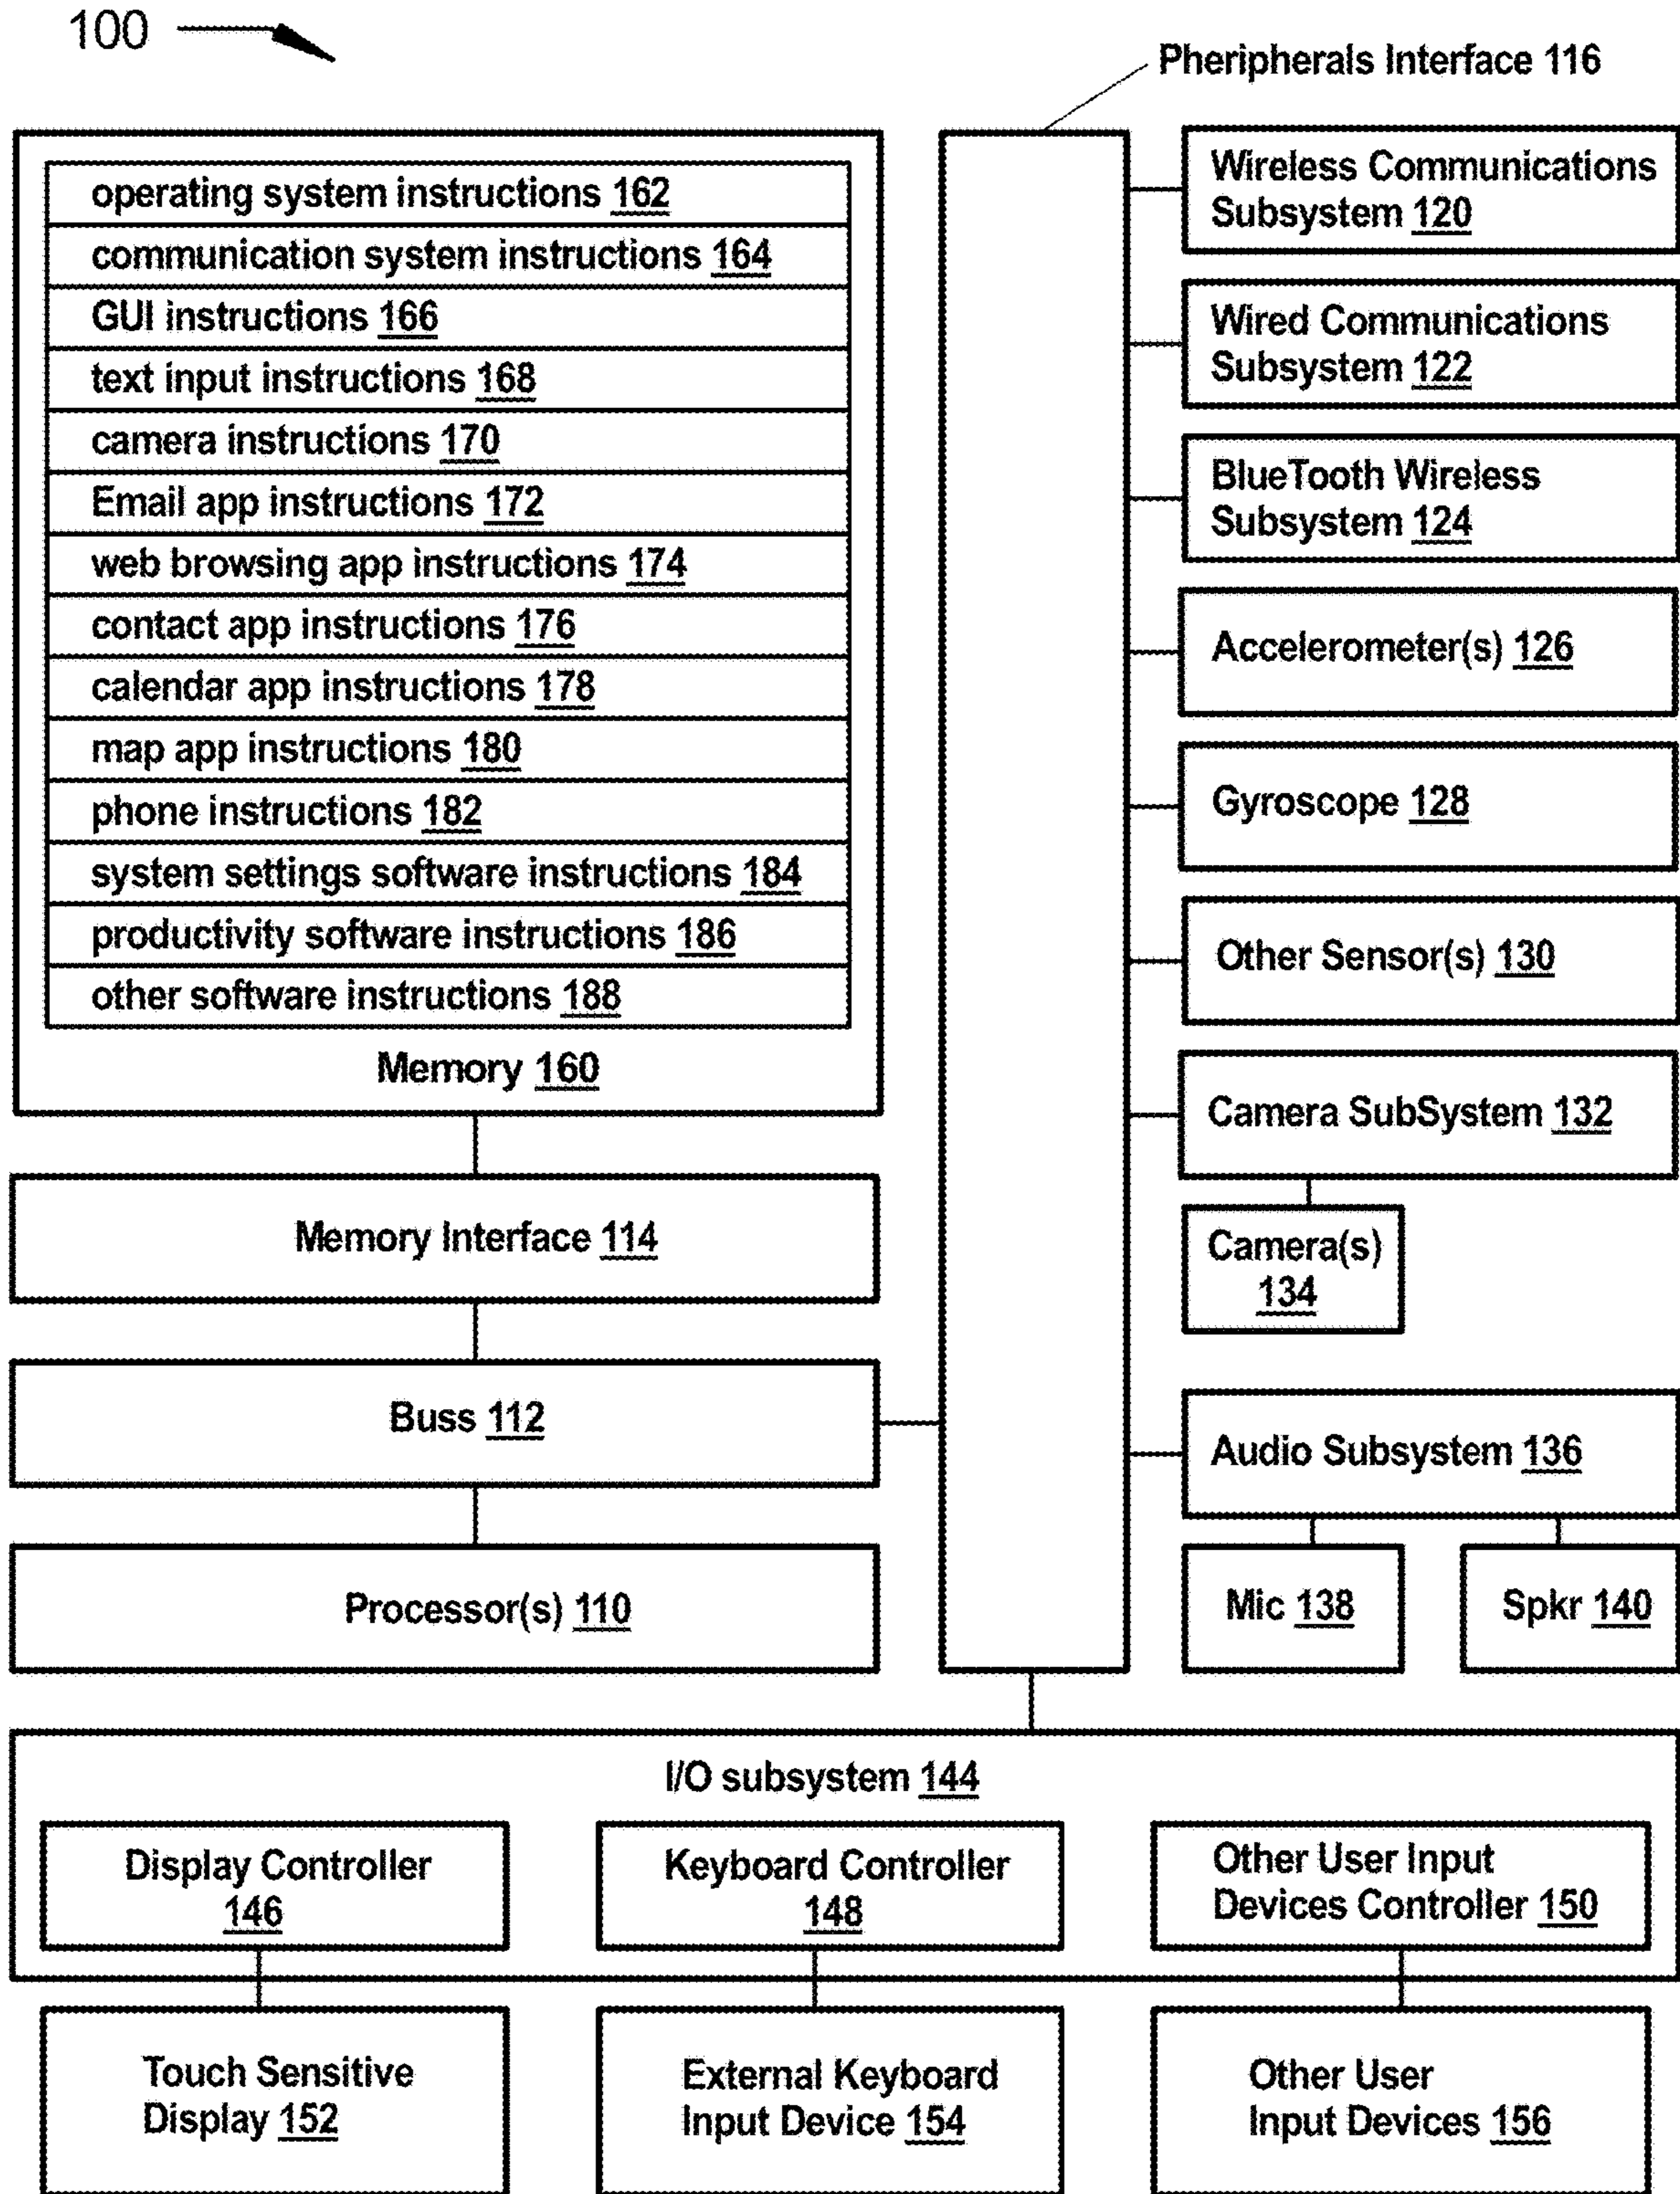 100
Pheripherals Interface 116
operating system instructions 162
communication system instructions 164
GUI instructions 166
text input instructions 168
camera instructions 170
Email app instructions 172
web browsing app instructions 174
contact app instructions 176
calendar app instructions 178
map app instructions 180
phone instructions 182
system settings software instructions 184
productivity software instructions 186
other software instructions 188
Memory 160
Memory Interface 114
Buss 112
Processor(s) 110
Wireless Communications
Subsystem 120
Wired Communications
Subsystem 122
BlueTooth Wireless
Subsystem 124
Accelerometer(s) 126
Gyroscope 128
Other Sensor(s) 130
Camera SubSystem 132
Camera(s)
134
Audio Subsystem 136
Mic 138
Spkr 140
I/O subsystem 144
Display Controller
146
Keyboard Controller
148
Other User Input
Devices Controller 150
Touch Sensitive
Display 152
External Keyboard
Input Device 154
Other User
Input Devices 156